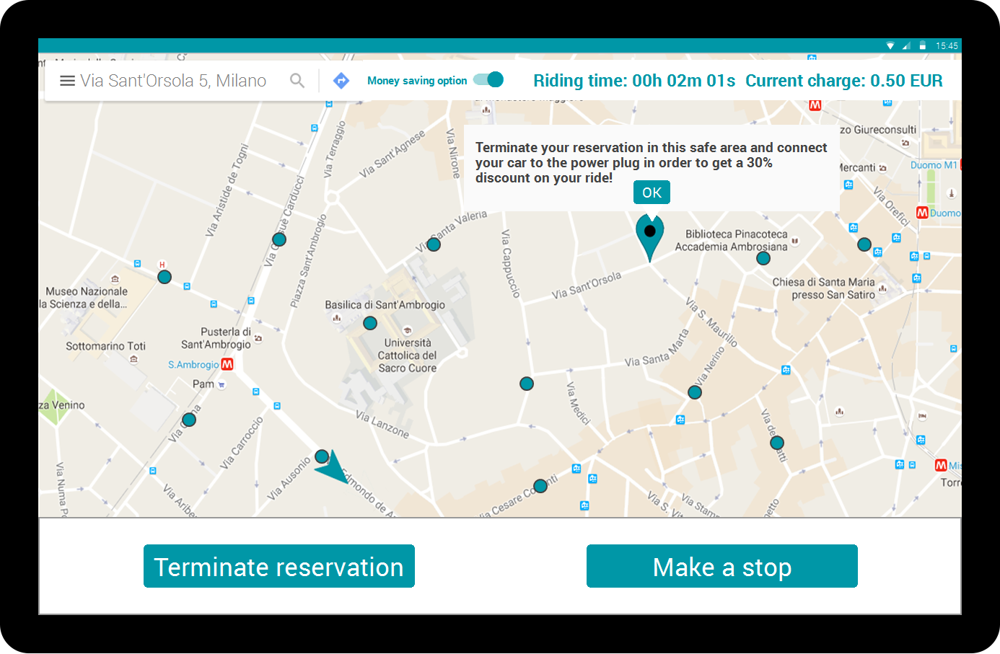 15:45
Via Sant'Orsola 5, Milano
Money saving option
Riding time: 00h 02m 01s
Current charge: 0.50 EUR
Terminate your reservation in this safe area and connect
your car to the power plug in order to get a 30%
discount on your ride!
OK
zo Giureconsulti
Mercanti
Duomo M1
Duomo
Via Orefici
Via Terraggio
Via Sant'Agnese
Via Nirone
Via Aristide de Togni
Via Giosuè Carducci
Piazza Sant'Ambrogio
Via Santa Valeria
Via Cappuccio
Via Sant'Orsola
Biblioteca Pinacoteca
Accademia Ambrosiana
Chiesa di Santa Maria
presso San Satiro
H
Museo Nazionale
la Scienza e della...
Basilica di Sant'Ambrogio
Università
Cattolica del
Sacro Cuore
Pusterla di
Sant'Ambrogio
Sottomarino Toti
S.Ambrogio M
Pam
za Venino
Via S. Maurilio
Via Santa Marta
Via Nerino
Via Medici
Via Lanzone
Via Carroccio
Via Ausonio
Edmondo de A
Via Numa Po
Via Ariber
Via Cesare Co
nti
Via S. Vit
Via Stamp
petto
M Mis
Torre
Terminate reservation
Make a stop